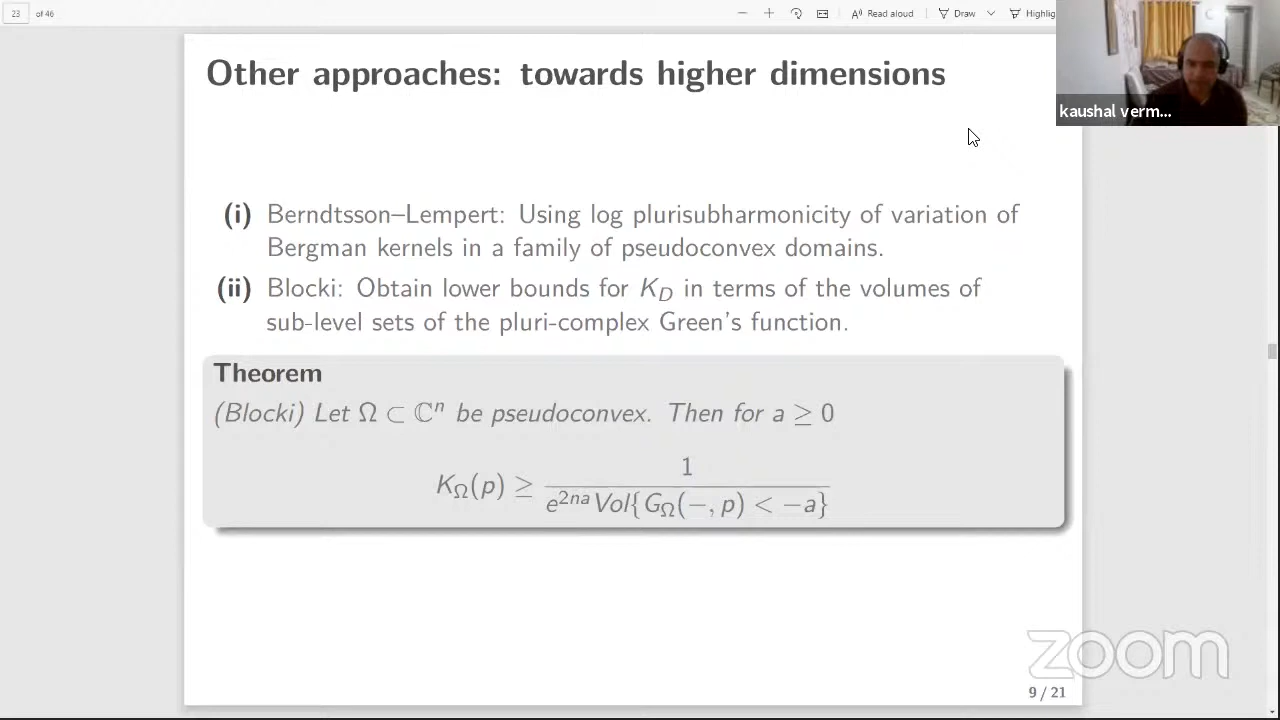 23 of 46
Read aloud Draw Highlig
Other approaches: towards higher dimensions
kaushal verm...
(i) Berndtsson–Lempert: Using log plurisubharmonicity of variation of
Bergman kernels in a family of pseudoconvex domains.
(ii) Blocki: Obtain lower bounds for K_D in terms of the volumes of
sub-level sets of the pluri-complex Green's function.
Theorem
(Blocki) Let Ω ⊂ ℂⁿ be pseudoconvex. Then for a ≥ 0
K_Ω(p) ≥ 1 / e^{2na} Vol{G_Ω(−, p) < −a}
zoom
9 / 21